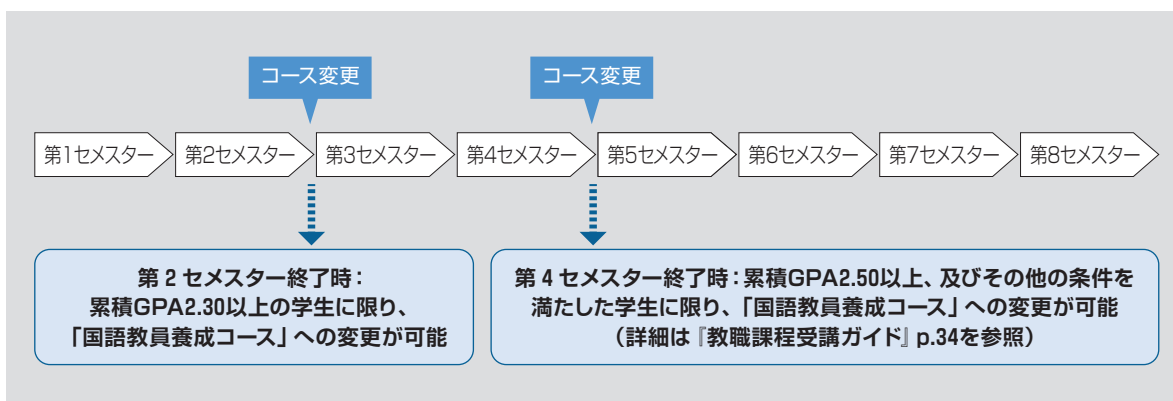 コース変更
コース変更
第1セメスター
第2セメスター
第3セメスター
第4セメスター
第5セメスター
第6セメスター
第7セメスター
第8セメスター
第 2 セメスター終了時:
累積GPA2.30以上の学生に限り、
「国語教員養成コース」への変更が可能
第 4 セメスター終了時:累積GPA2.50以上、及びその他の条件を
満たした学生に限り、「国語教員養成コース」への変更が可能
(詳細は『教職課程受講ガイド』p.34を参照)